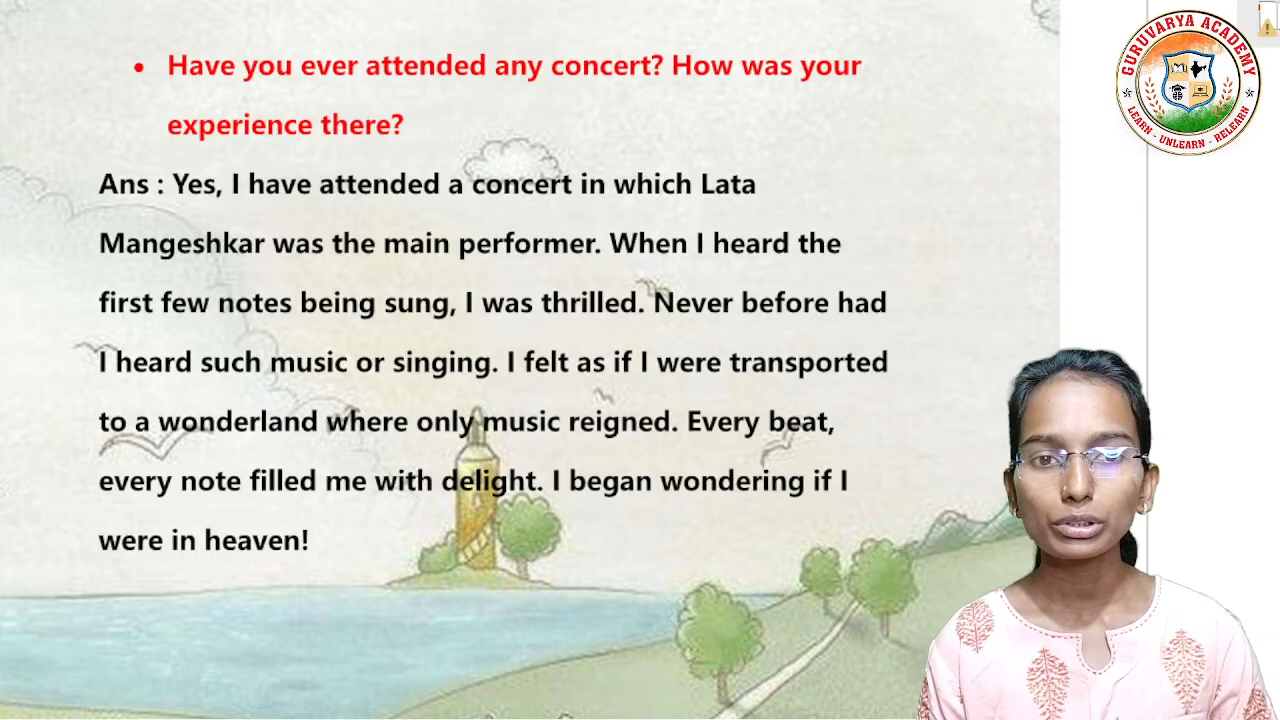 • Have you ever attended any concert? How was your
experience there?
Ans : Yes, I have attended a concert in which Lata
Mangeshkar was the main performer. When I heard the
first few notes being sung, I was thrilled. Never before had
I heard such music or singing. I felt as if I were transported
to a wonderland where only music reigned. Every beat,
every note filled me with delight. I began wondering if I
were in heaven!
GURUVARYA ACADEMY
LEARN - UNLEARN - RELEARN